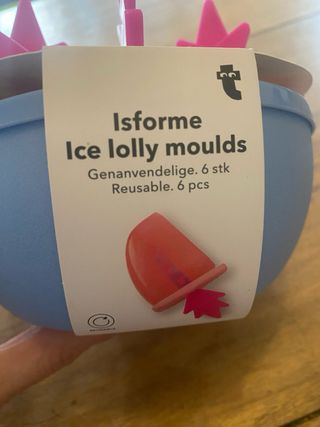 Isforme
Ice lolly moulds
Genanvendelige. 6 stk
Reusable. 6 pcs